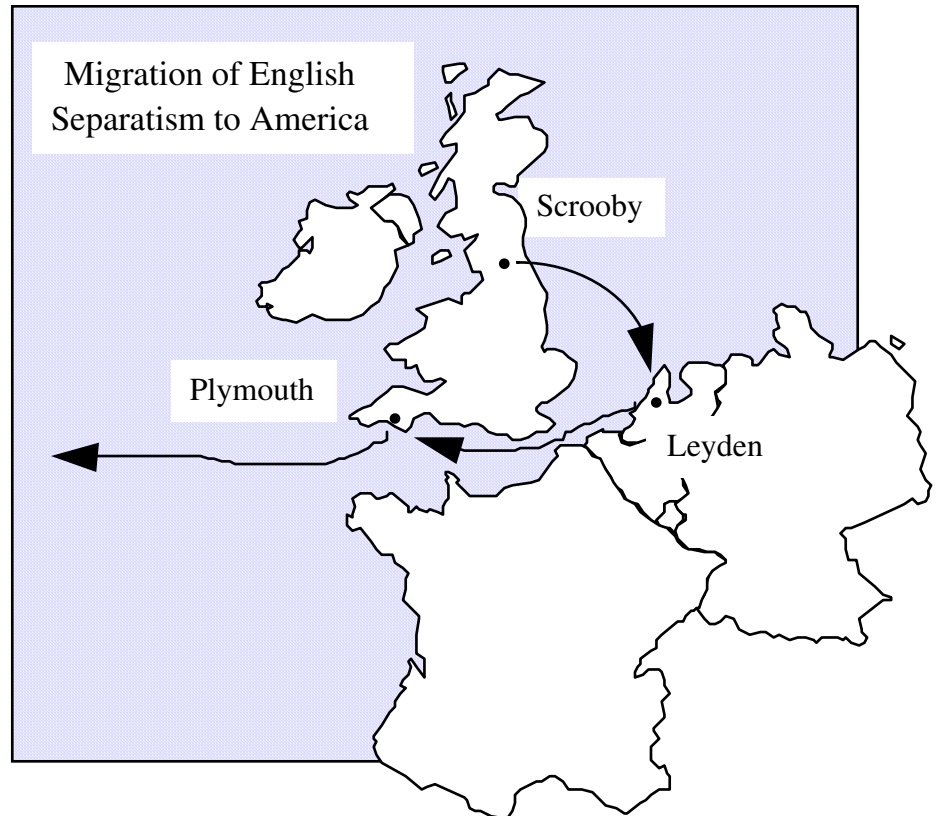 Migration of English
Separatism to America
Scrooby
Plymouth
Leyden